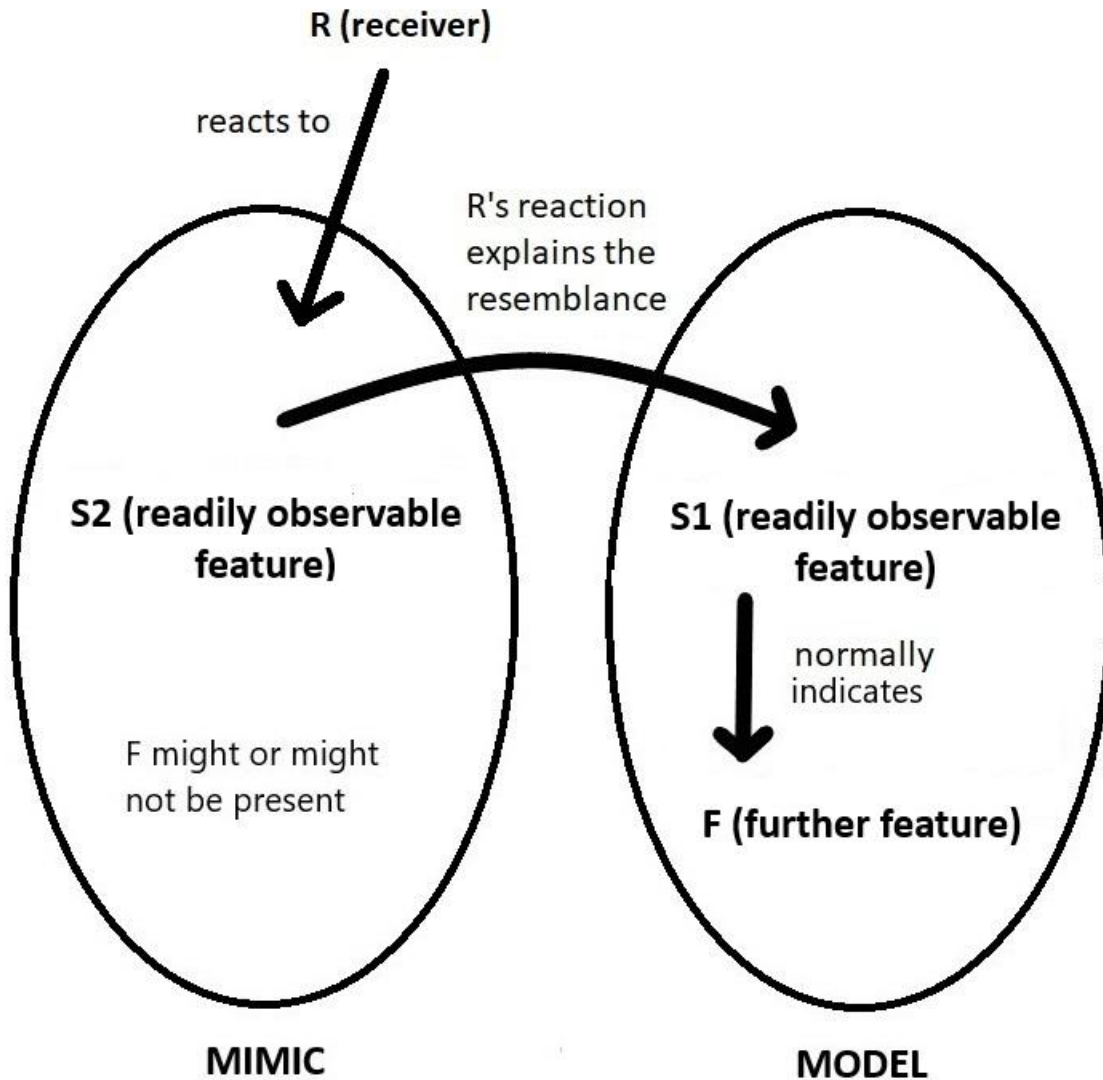 R (receiver)
reacts to
R's reaction
explains the
resemblance
S2 (readily observable
feature)
S1 (readily observable
feature)
normally
indicates
F might or might
not be present
F (further feature)
MIMIC
MODEL